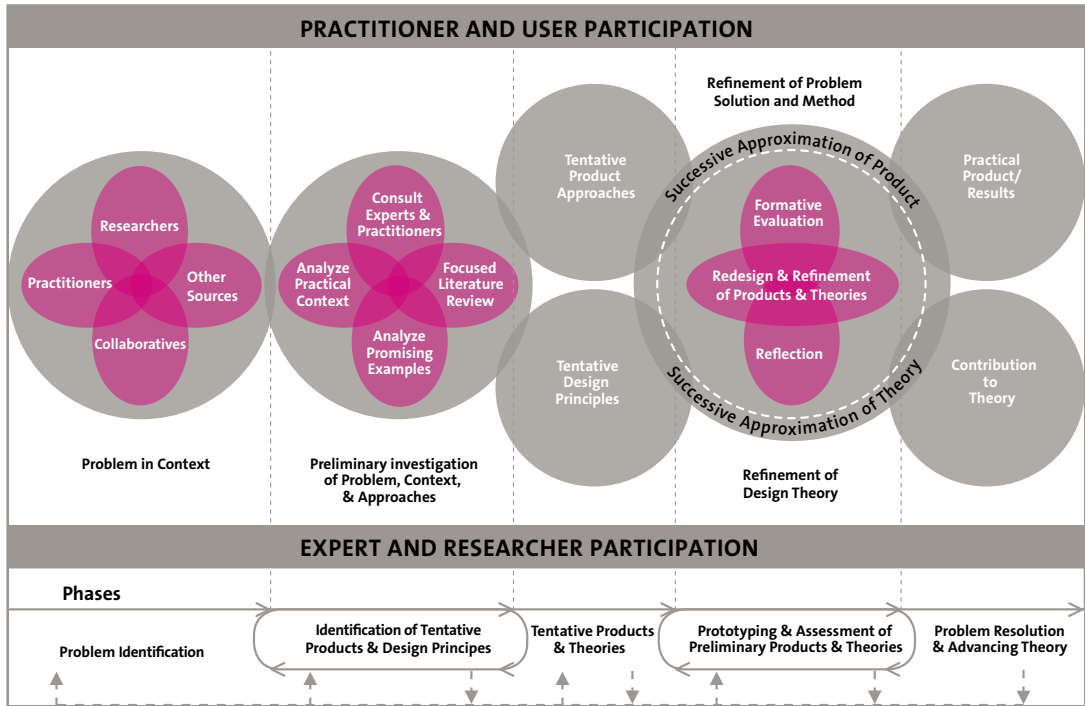 PRACTITIONER AND USER PARTICIPATION
Researchers
Practitioners
Other
Sources
Collaboratives
Problem in Context
Consult
Experts &
Practitioners
Analyze
Practical
Context
Focused
Literature
Review
Analyze
Promising
Examples
Preliminary investigation
of Problem, Context,
& Approaches
Tentative
Product
Approaches
Tentative
Design
Principles
Refinement of Problem
Solution and Method
Successive Approximation of Product
Formative
Evaluation
Redesign & Refinement
of Products & Theories
Reflection
Successive Approximation of Theory
Refinement of
Design Theory
Practical
Product/
Results
Contribution
to
Theory
EXPERT AND RESEARCHER PARTICIPATION
Phases
Problem Identification
Identification of Tentative
Products & Design Principes
Tentative Products
& Theories
Prototyping & Assessment of
Preliminary Products & Theories
Problem Resolution
& Advancing Theory